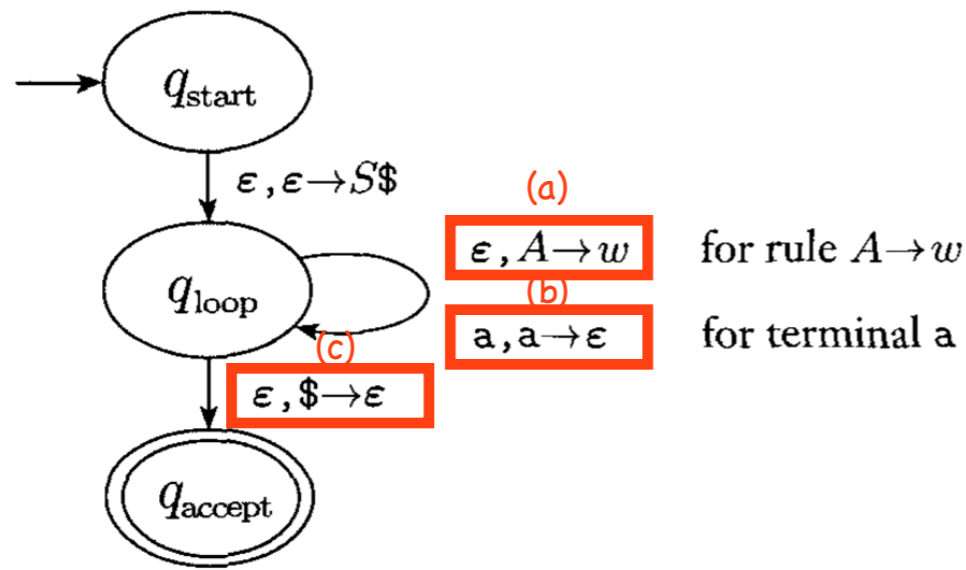 q_start
ε,ε→S$
(a)
ε,A→w for rule A→w
q_loop
(b)
a,a→ε for terminal a
(c)
ε,$→ε
q_accept